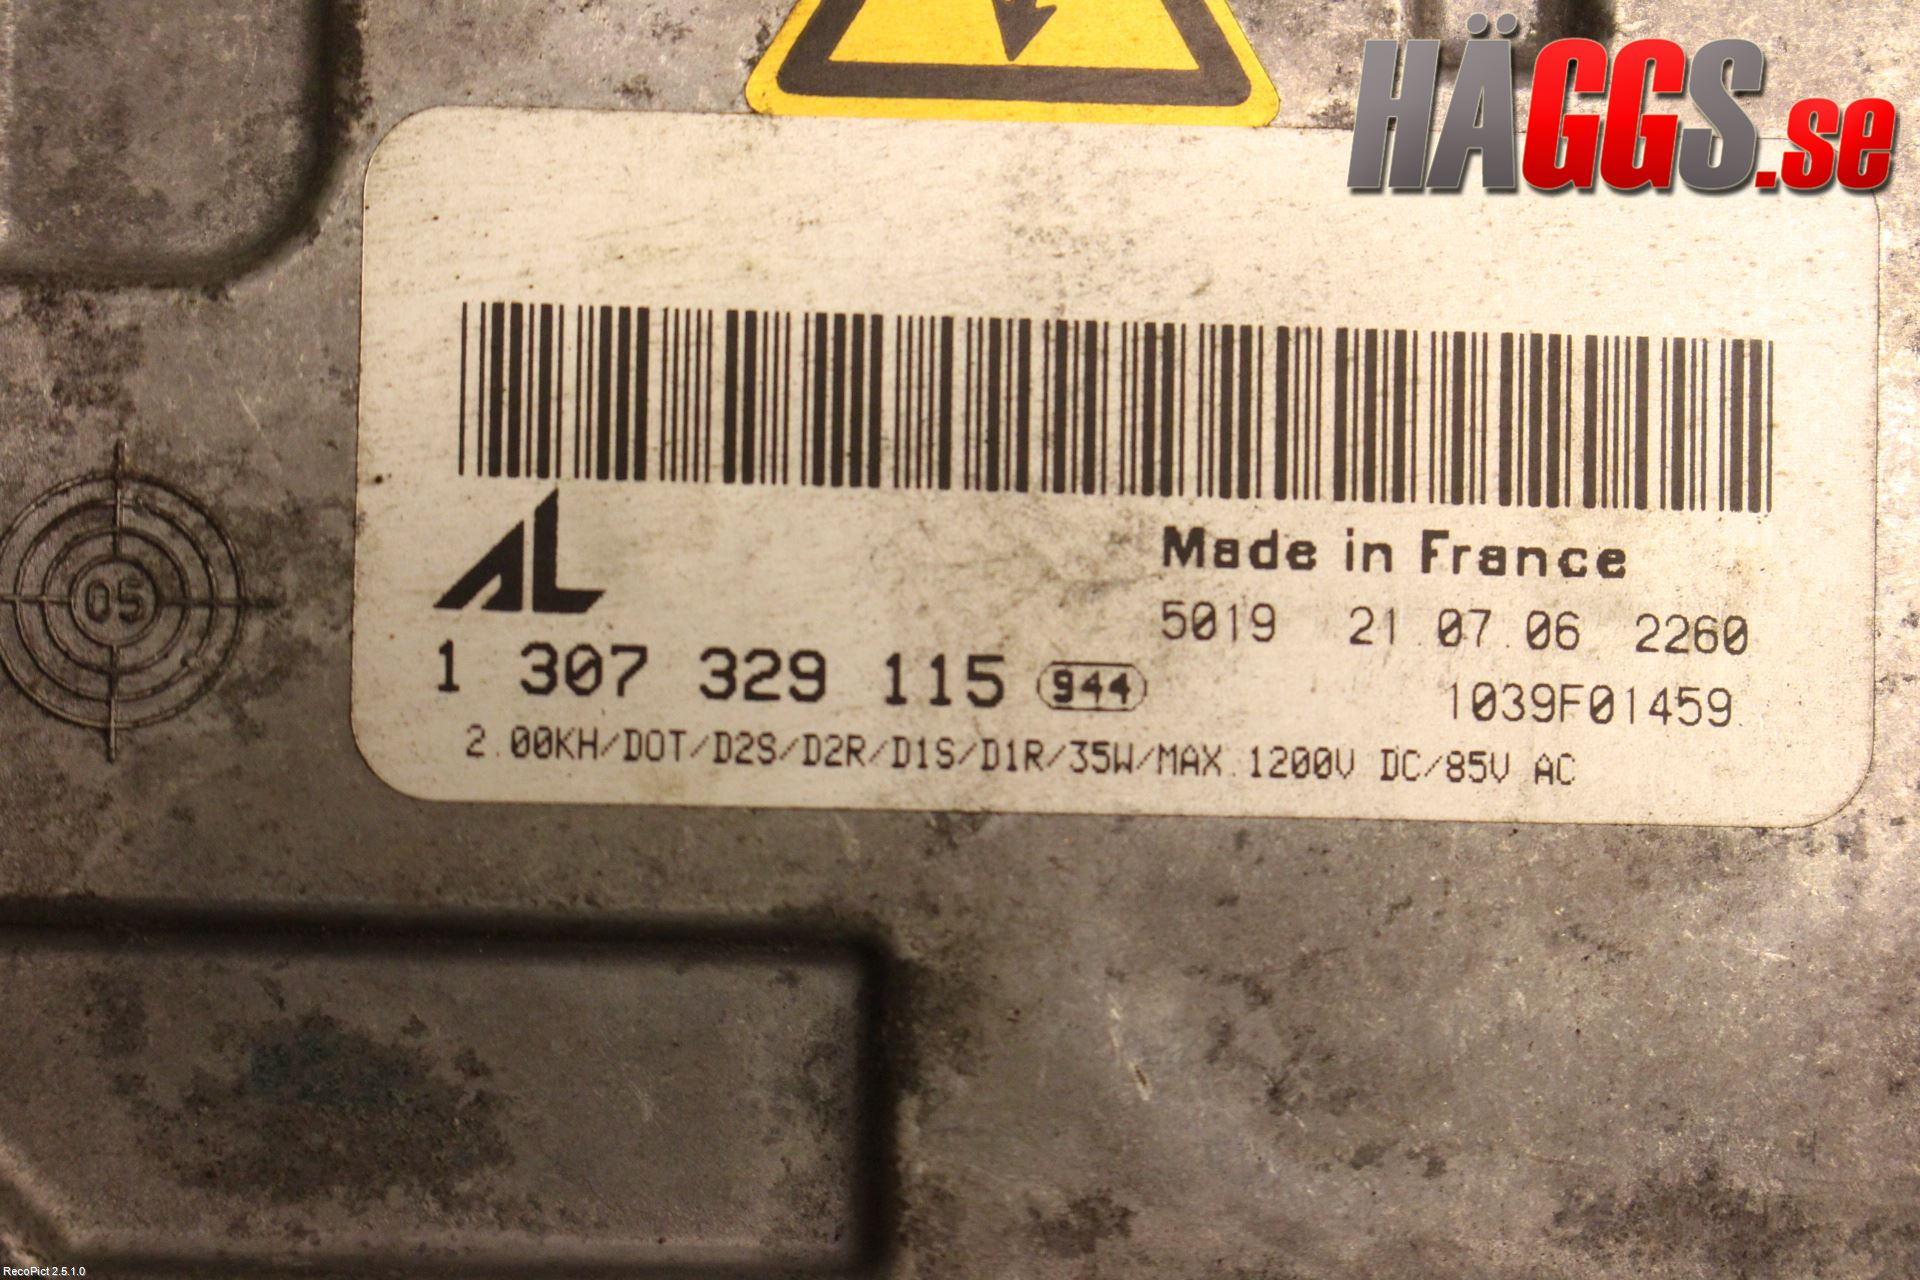 HÄGGS.se
Made in France
5019 21.07.06 2260
1 307 329 115 944
1039F01459
2.00KH/DOT/D2S/D2R/D1S/D1R/35W/MAX.1200V DC/85V AC
AL
05
RecoPict 2.5.1.0